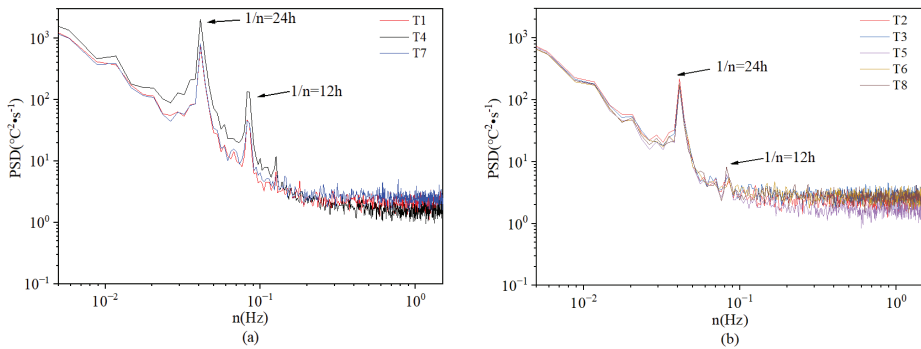 1/n=24h
T1
T4
T7
1/n=12h
PSD(℃²•s⁻¹)
10³
10²
10¹
10⁰
10⁻¹
10⁻²
10⁻¹
10⁰
n(Hz)
(a)
1/n=24h
T2
T3
T5
T6
T8
1/n=12h
PSD(℃²•s⁻¹)
10³
10²
10¹
10⁰
10⁻¹
10⁻²
10⁻¹
10⁰
n(Hz)
(b)